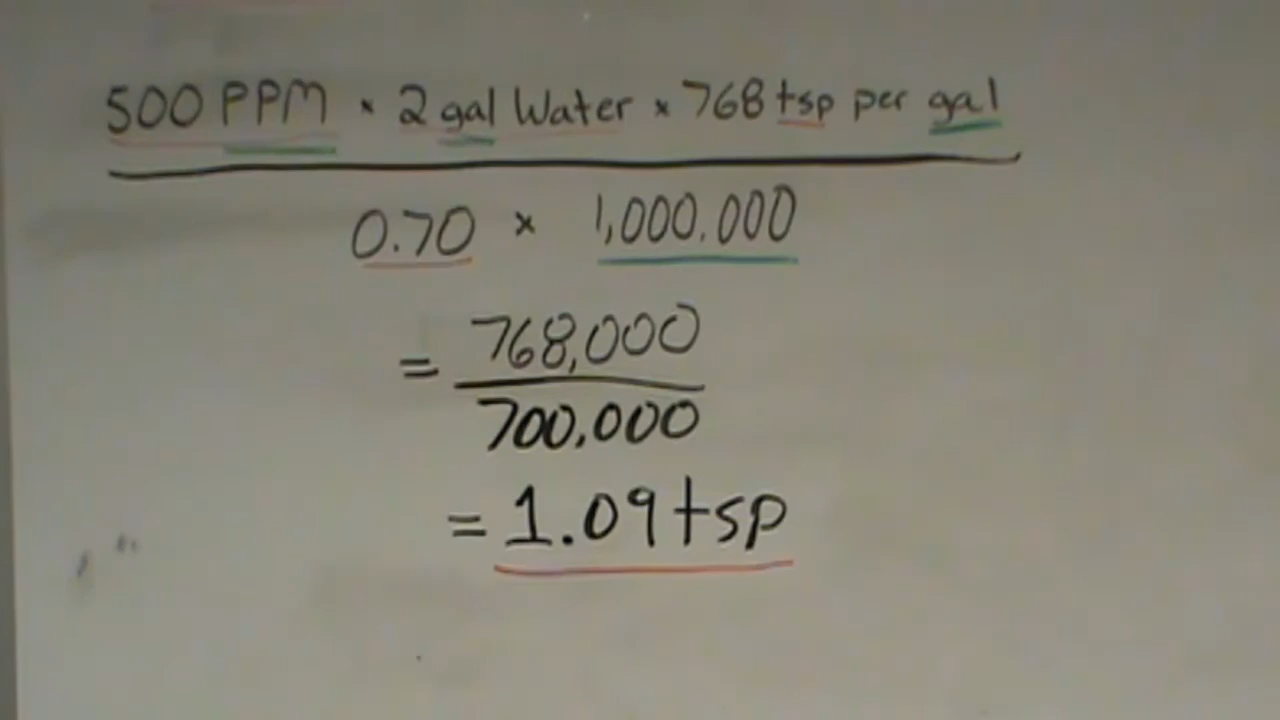 500 PPM × 2 gal Water × 768 tsp per gal
0.70 × 1,000.000
= 768,000
700,000
= 1.09 tsp